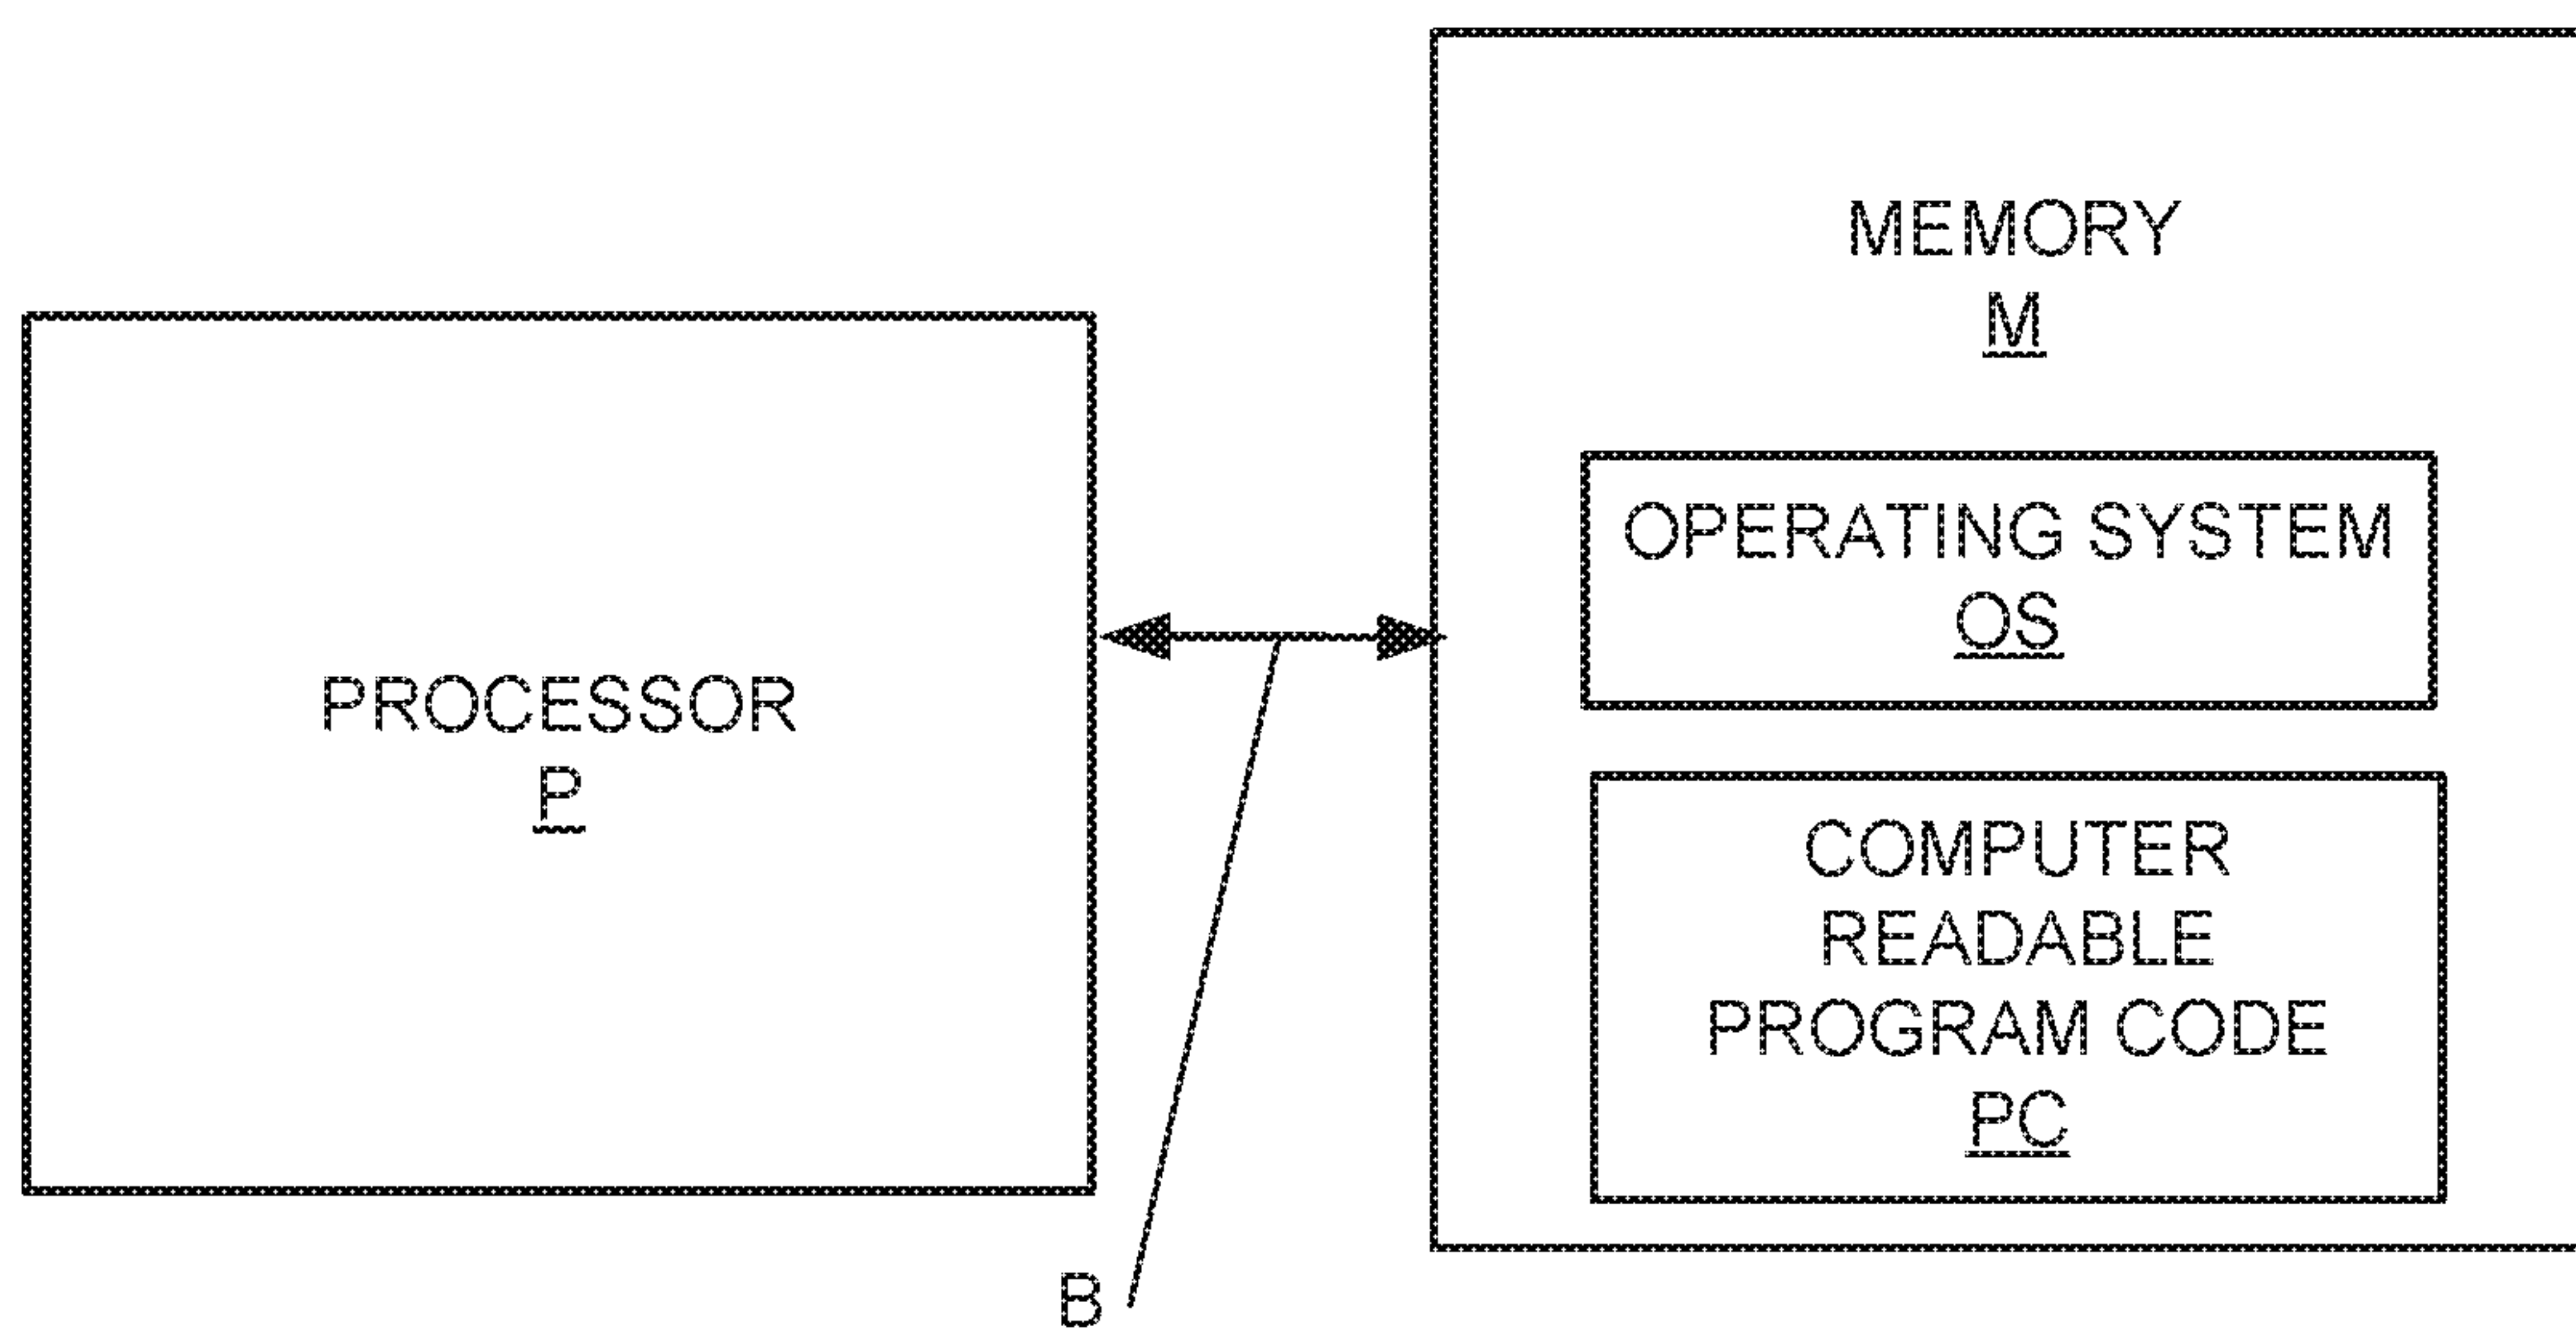 MEMORY
M
OPERATING SYSTEM
OS
PROCESSOR
P
COMPUTER
READABLE
PROGRAM CODE
PC
B